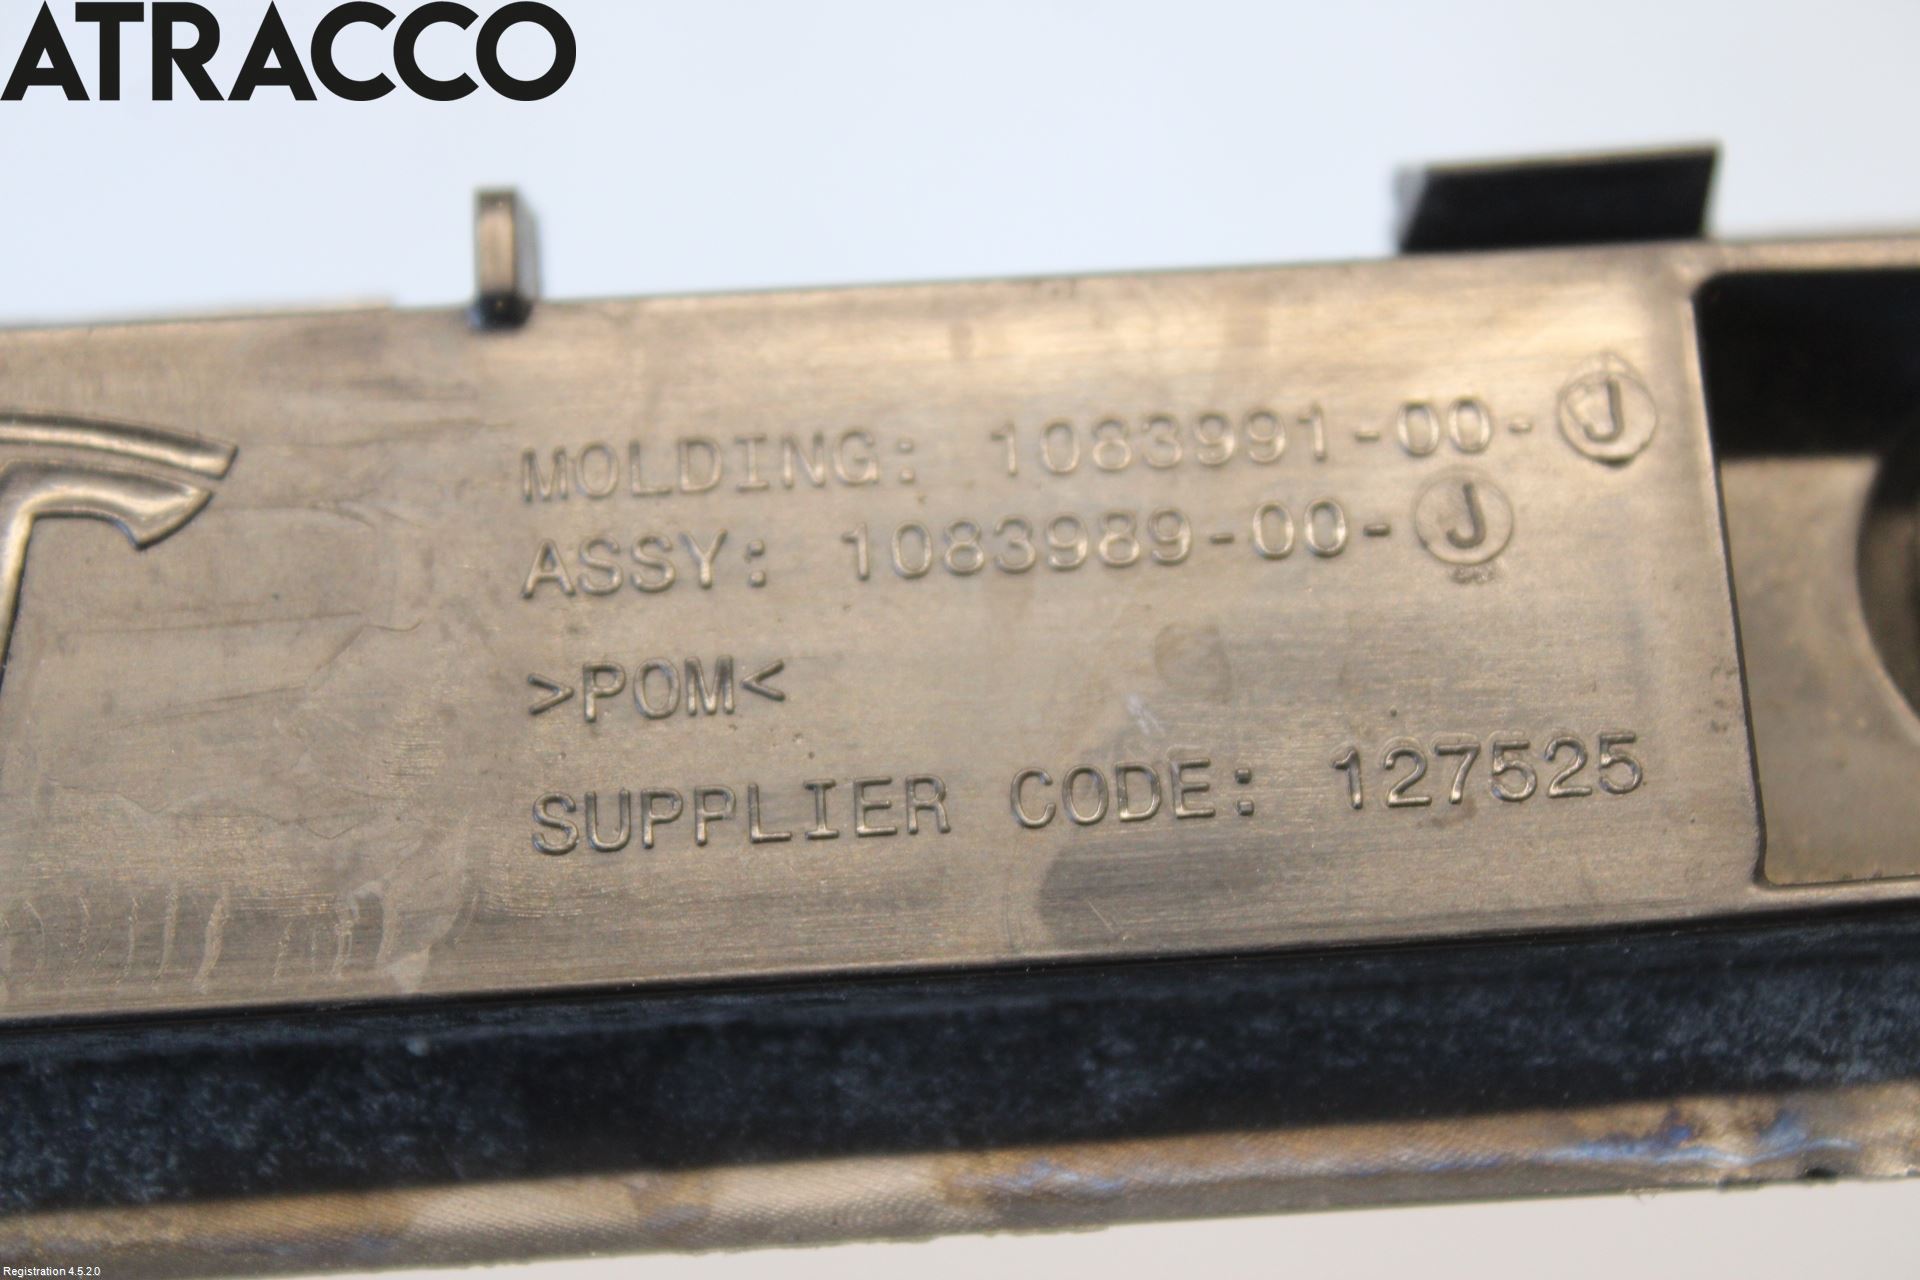 ATRACCO
MOLDING: 1083991-00-J
ASSY: 1083989-00-J
>POM<
SUPPLIER CODE: 127525
Registration 4.5.2.0